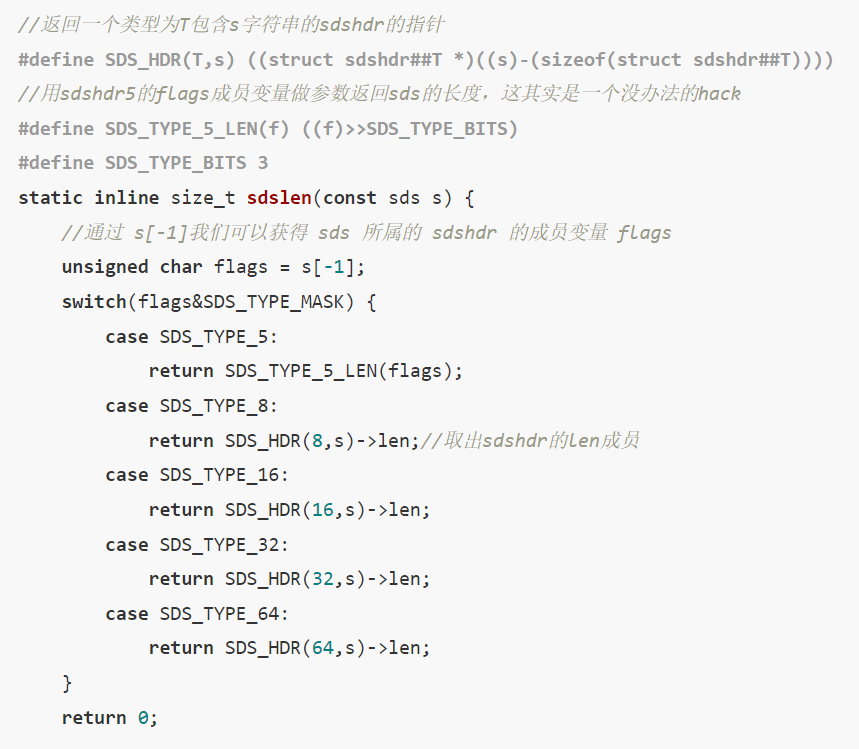 //返回一个类型为T包含s字符串的sdshdr的指针
#define SDS_HDR(T,s) ((struct sdshdr##T *)((s)-(sizeof(struct sdshdr##T))))
//用sdshdr5的flags成员变量做参数返回sds的长度，这其实是一个没办法的hack
#define SDS_TYPE_5_LEN(f) ((f)>>SDS_TYPE_BITS)
#define SDS_TYPE_BITS 3
static inline size_t sdslen(const sds s) {
    //通过 s[-1]我们可以获得 sds 所属的 sdshdr 的成员变量 flags
    unsigned char flags = s[-1];
    switch(flags&SDS_TYPE_MASK) {
        case SDS_TYPE_5:
            return SDS_TYPE_5_LEN(flags);
        case SDS_TYPE_8:
            return SDS_HDR(8,s)->len;//取出sdshdr的len成员
        case SDS_TYPE_16:
            return SDS_HDR(16,s)->len;
        case SDS_TYPE_32:
            return SDS_HDR(32,s)->len;
        case SDS_TYPE_64:
            return SDS_HDR(64,s)->len;
    }
    return 0;